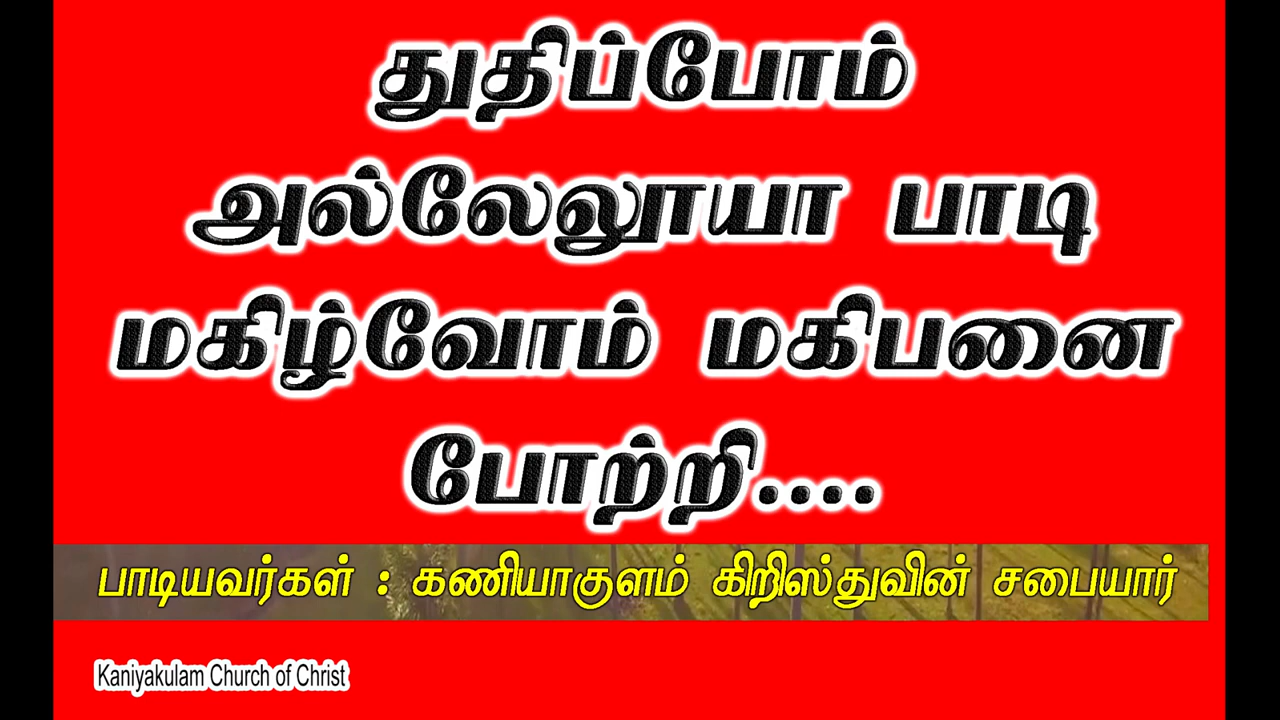 துதிப்போம்
அல்லேலூயா பாடி
மகிழ்வோம் மகிபனை
போற்றி....
பாடியவர்கள் : கணியாகுளம் கிறிஸ்துவின் சபையார்
Kaniyakulam Church of Christ